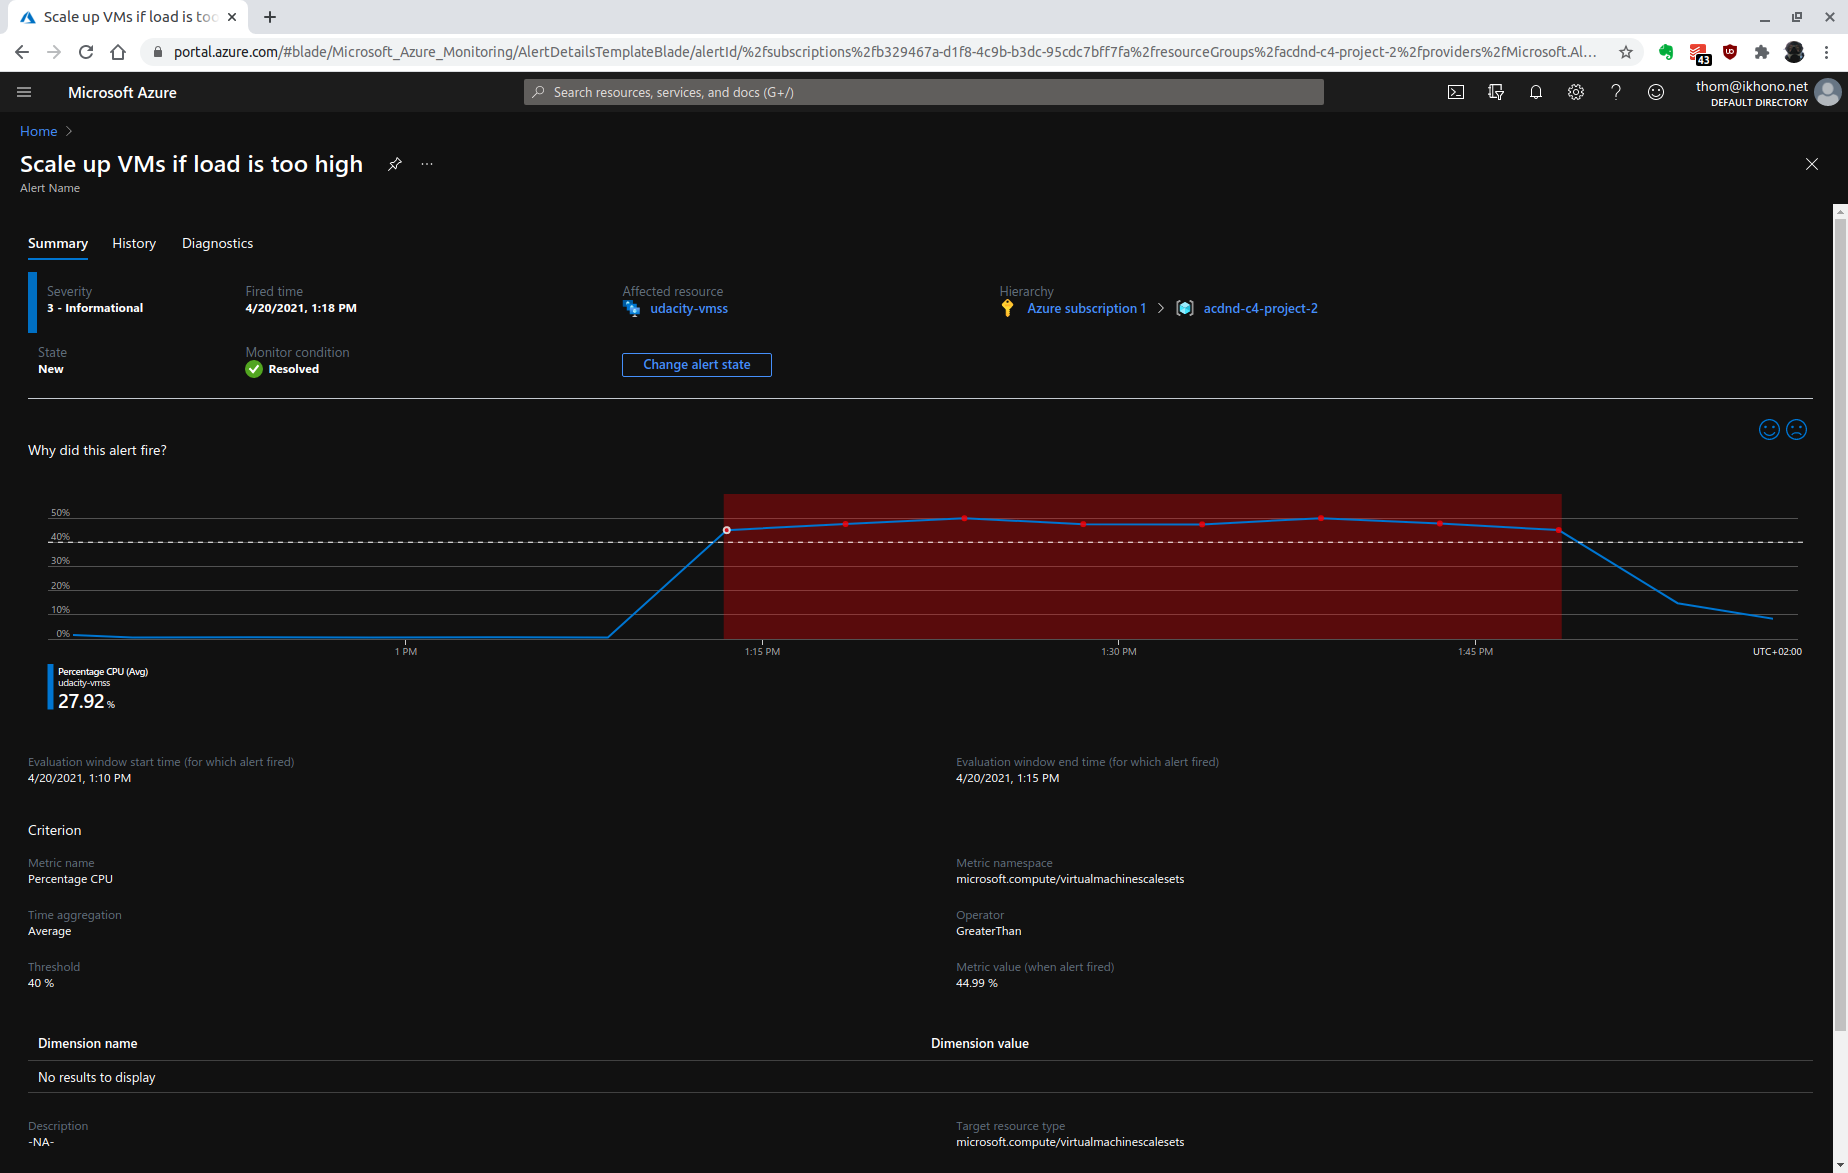 Scale up VMs if load is too
portal.azure.com/#blade/Microsoft_Azure_Monitoring/AlertDetailsTemplateBlade/alertId/%2fsubscriptions%2fb329467a-d1f8-4c9b-b3dc-95cdc7bff7fa%2fresourceGroups%2facdnd-c4-project-2%2fproviders%2fMicrosoft.Al...
43
Microsoft Azure
Search resources, services, and docs (G+/)
thom@ikhono.net
DEFAULT DIRECTORY
Home
Scale up VMs if load is too high
Alert Name
Summary History Diagnostics
Severity Fired time Affected resource Hierarchy
3 - Informational 4/20/2021, 1:18 PM udacity-vmss Azure subscription 1 > acdnd-c4-project-2
State Monitor condition
New Resolved Change alert state
Why did this alert fire?
50%
40%
30%
20%
10%
0%
1 PM 1:15 PM 1:30 PM 1:45 PM UTC+02:00
Percentage CPU (Avg)
udacity-vmss
27.92 %
Evaluation window start time (for which alert fired) Evaluation window end time (for which alert fired)
4/20/2021, 1:10 PM 4/20/2021, 1:15 PM
Criterion
Metric name Metric namespace
Percentage CPU microsoft.compute/virtualmachinescalesets
Time aggregation Operator
Average GreaterThan
Threshold Metric value (when alert fired)
40 % 44.99 %
Dimension name Dimension value
No results to display
Description Target resource type
-NA- microsoft.compute/virtualmachinescalesets